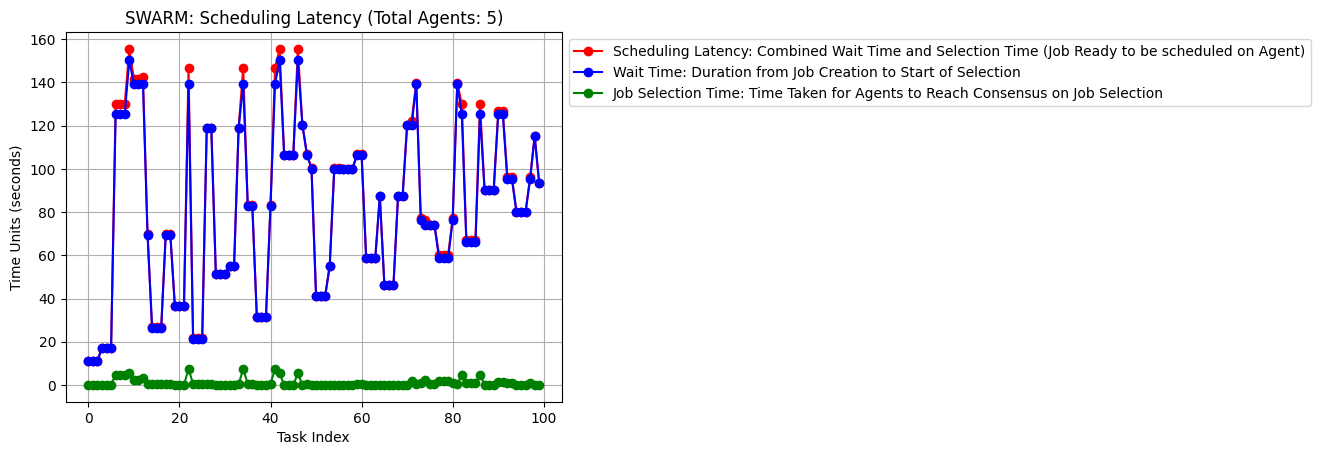 SWARM: Scheduling Latency (Total Agents: 5)
Scheduling Latency: Combined Wait Time and Selection Time (Job Ready to be scheduled on Agent)
Wait Time: Duration from Job Creation to Start of Selection
Job Selection Time: Time Taken for Agents to Reach Consensus on Job Selection
Time Units (seconds)
160
140
120
100
80
60
40
20
0
0 20 40 60 80 100
Task Index